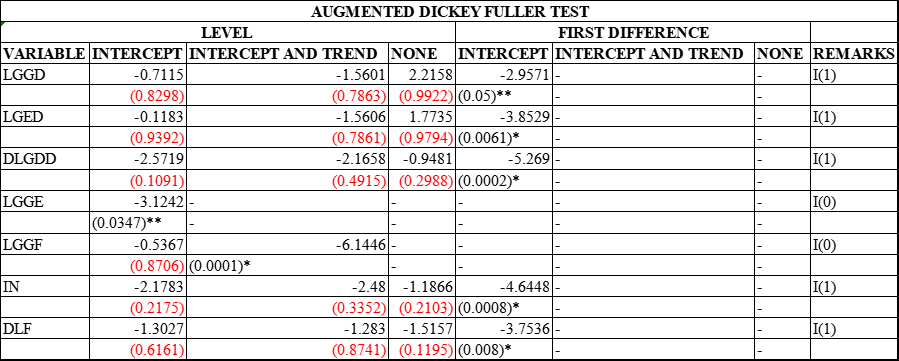 AUGMENTED DICKEY FULLER TEST
LEVEL FIRST DIFFERENCE
VARIABLE INTERCEPT INTERCEPT AND TREND NONE INTERCEPT INTERCEPT AND TREND NONE REMARKS
LGGD -0.7115 -1.5601 2.2158 -2.9571 - - I(1)
(0.8298) (0.7863) (0.9922) (0.05)** - -
LGED -0.1183 -1.5606 1.7735 -3.8529 - - I(1)
(0.9392) (0.7861) (0.9794) (0.0061)* - -
DLGDD -2.5719 -2.1658 -0.9481 -5.269 - - I(1)
(0.1091) (0.4915) (0.2988) (0.0002)* - -
LGGE -3.1242 - - - - - I(0)
(0.0347)** - - - - -
LGGF -0.5367 -6.1446 - - - - I(0)
(0.8706) (0.0001)* - - - -
IN -2.1783 -2.48 -1.1866 -4.6448 - - I(1)
(0.2175) (0.3352) (0.2103) (0.0008)* - -
DLF -1.3027 -1.283 -1.5157 -3.7536 - - I(1)
(0.6161) (0.8741) (0.1195) (0.008)* - -